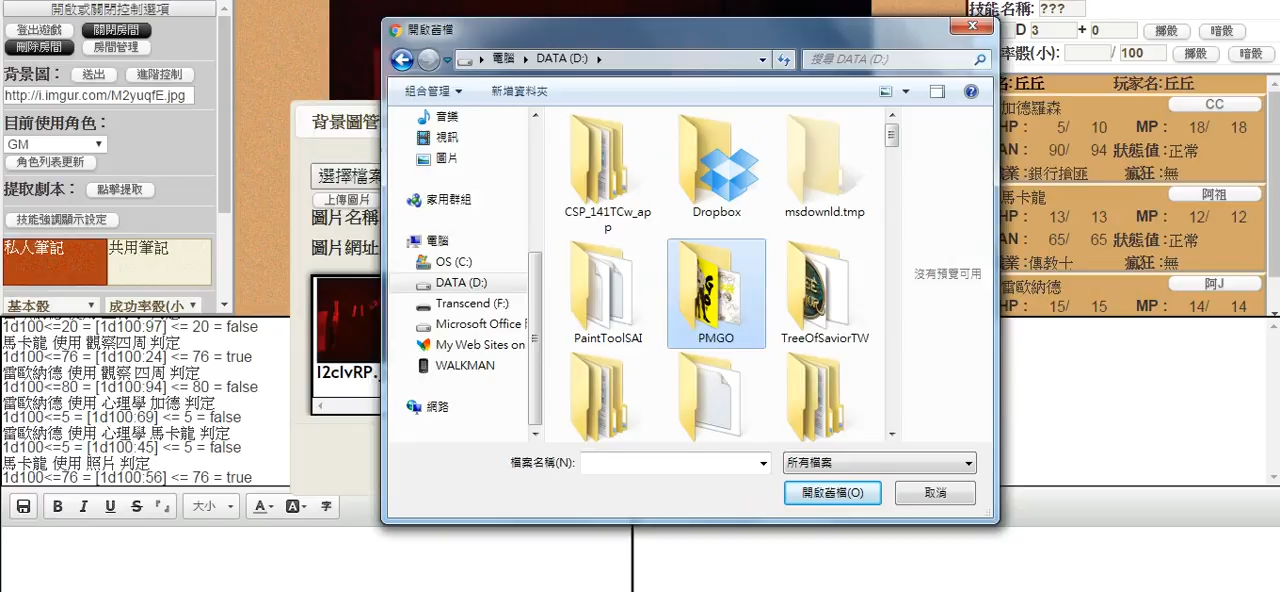 開啟或關閉控制選項
登出遊戲 關閉房間
刪除房間 房間管理
背景圖： 送出 進階控制
http://i.imgur.com/M2yuqfE.jpg
目前使用角色：
GM
角色列表更新
提取劇本： 點擊提取
技能強調顯示設定
私人筆記 共用筆記
基本骰 成功率骰(小
1d100<=20 = [1d100:97] <= 20 = false
馬卡龍 使用 觀察四周 判定
1d100<=76 = [1d100:24] <= 76 = true
雷歐納德 使用 觀察 四周 判定
1d100<=80 = [1d100:94] <= 80 = false
雷歐納德 使用 心理學 加德 判定
1d100<=5 = [1d100:69] <= 5 = false
雷歐納德 使用 心理學 馬卡龍 判定
1d100<=5 = [1d100:45] <= 5 = false
馬卡龍 使用 照片 判定
1d100<=76 = [1d100:56] <= 76 = true
B I U S 『』 大小 A A 字
背景圖管
選擇檔案
上傳圖片
圖片名稱
圖片網址
I2clvRP.
開啟舊檔
電腦 DATA (D:)
搜尋 DATA (D:)
組合管理 新增資料夾
音樂
視訊
圖片
家用群組
電腦
OS (C:)
DATA (D:)
Transcend (F:)
Microsoft Office
My Web Sites on
WALKMAN
網路
CSP_141TCw_app
Dropbox
msdownld.tmp
PaintToolSAI
PMGO
TreeOfSaviorTW
沒有預覽可用
檔案名稱(N):
所有檔案
開啟舊檔(O) 取消
技能名稱: ???
D 3 + 0 擲骰 暗骰
率骰(小): / 100 擲骰 暗骰
名:丘丘 玩家名:丘丘
加德羅森 CC
HP： 5/ 10 MP： 18/ 18
AN： 90/ 94 狀態值：正常
業：銀行搶匪 瘋狂：無
馬卡龍 阿祖
HP： 13/ 13 MP： 12/ 12
AN： 65/ 65 狀態值：正常
業：傳教士 瘋狂：無
雷歐納德 阿J
HP： 15/ 15 MP： 14/ 14